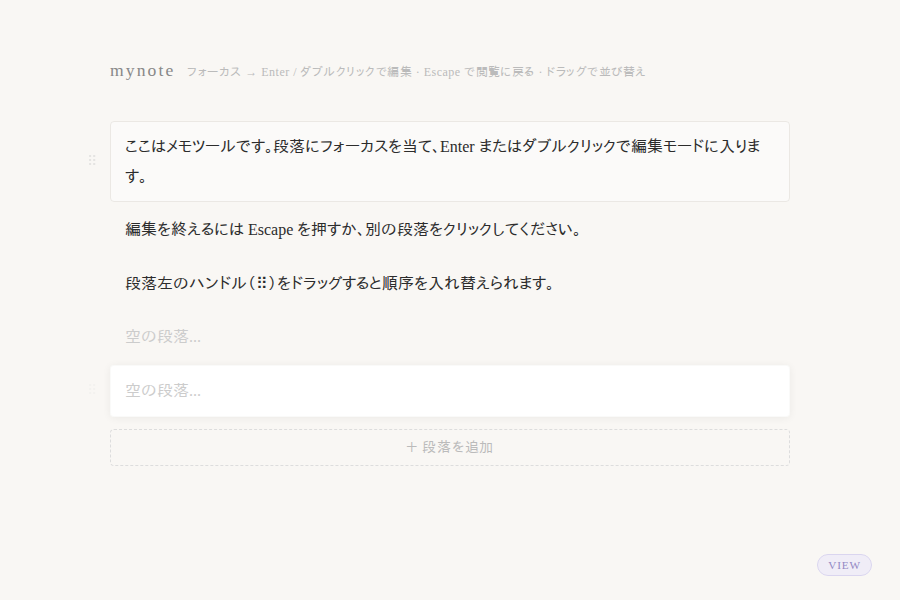 mynote フォーカス → Enter / ダブルクリックで編集 · Escape で閲覧に戻る · ドラッグで並び替え
ここはメモツールです。段落にフォーカスを当て、Enter またはダブルクリックで編集モードに入りま
す。
編集を終えるには Escape を押すか、別の段落をクリックしてください。
段落左のハンドル（⠿）をドラッグすると順序を入れ替えられます。
空の段落...
空の段落...
＋ 段落を追加
VIEW